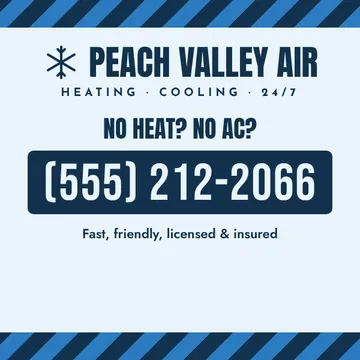 PEACH VALLEY AIR
HEATING · COOLING · 24/7
NO HEAT? NO AC?
(555) 212-2066
Fast, friendly, licensed & insured